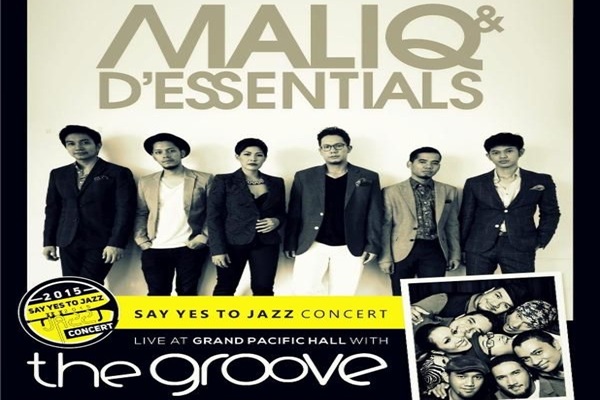 MALIQ &
D'ESSENTIALS
2015
SAY YES TO JAZZ
JAZZ
CONCERT
SAY YES TO JAZZ CONCERT
LIVE AT GRAND PACIFIC HALL WITH
the groove